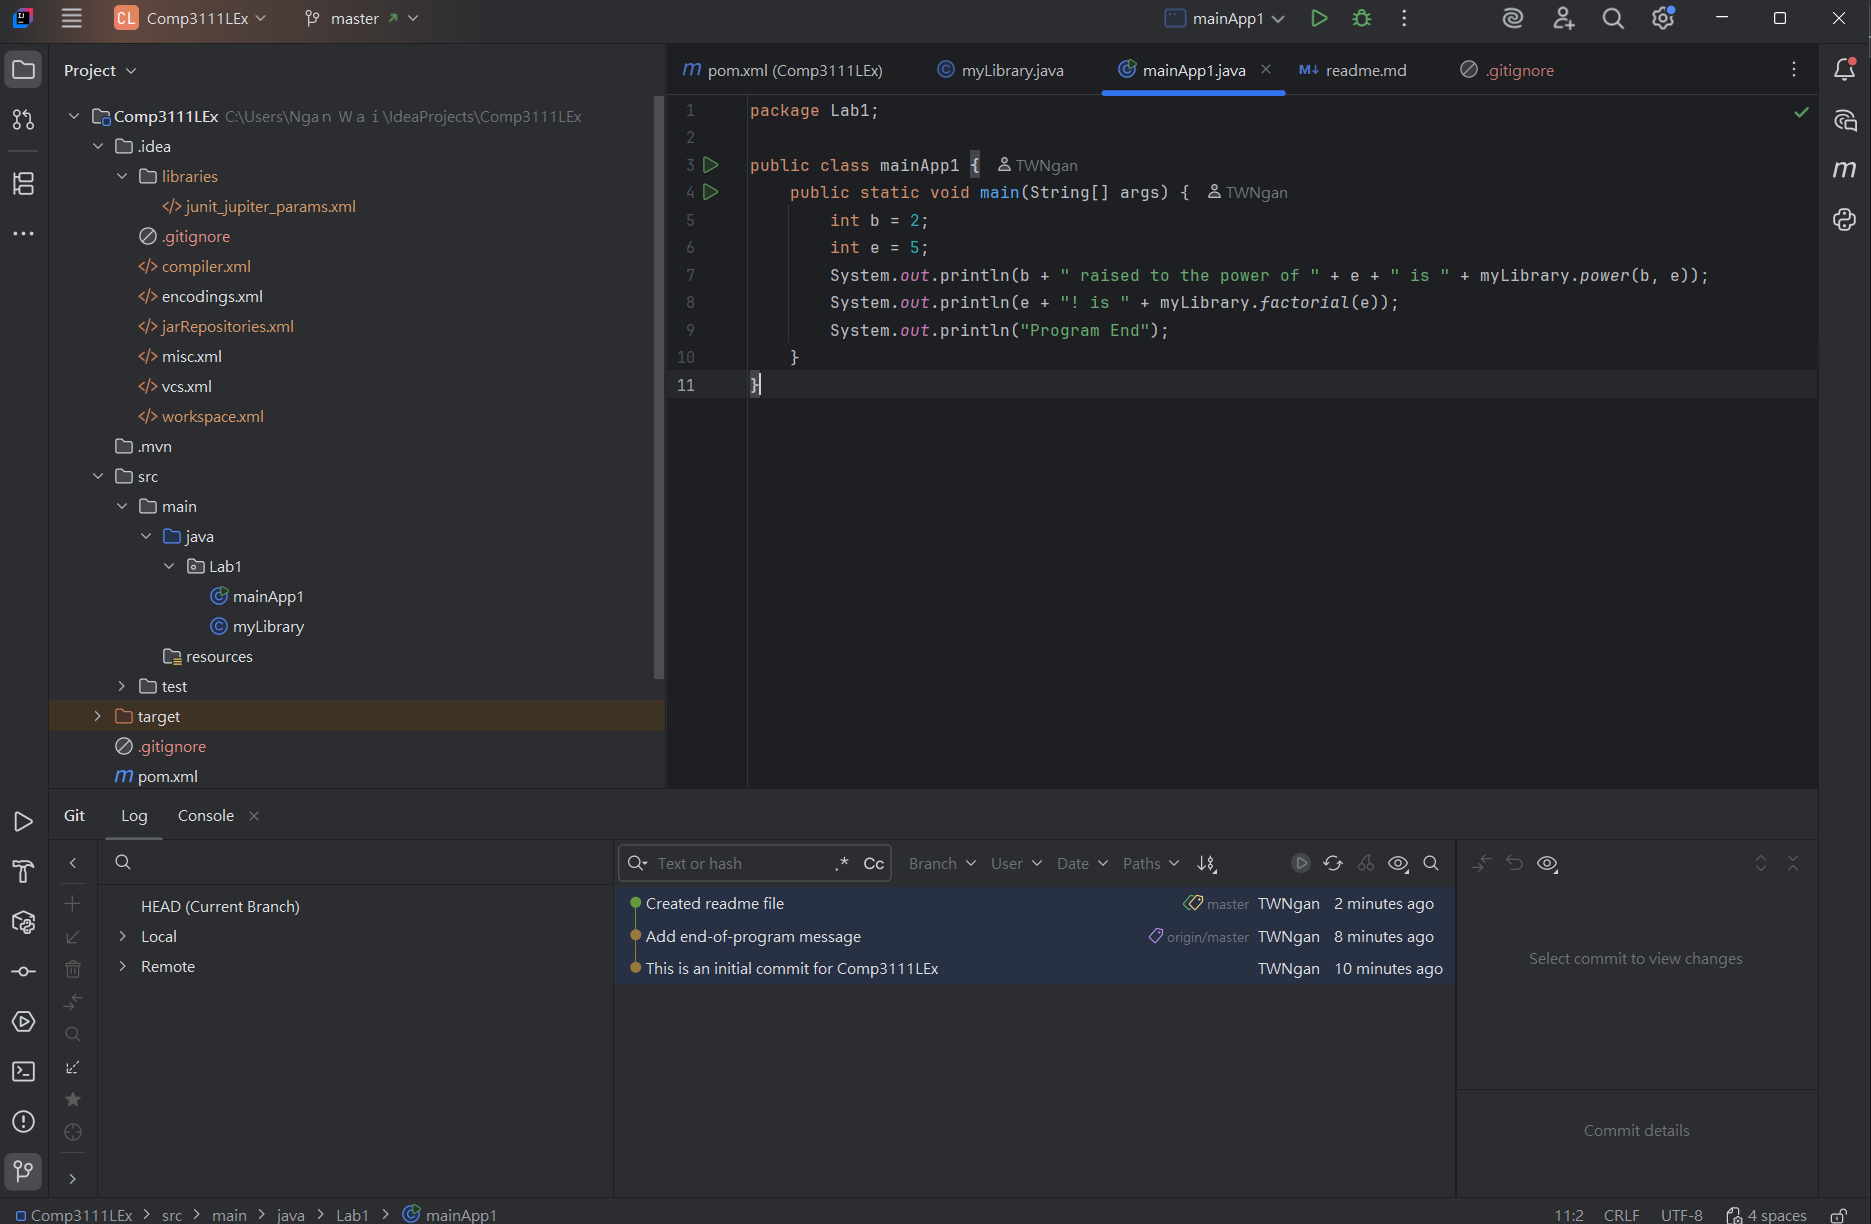 CL Comp3111LEx master mainApp1
Project
Comp3111LEx C:\Users\Ngan Wai\IdeaProjects\Comp3111LEx
.idea
libraries
</> junit_jupiter_params.xml
.gitignore
</> compiler.xml
</> encodings.xml
</> jarRepositories.xml
</> misc.xml
</> vcs.xml
</> workspace.xml
.mvn
src
main
java
Lab1
mainApp1
myLibrary
resources
test
target
.gitignore
m pom.xml
m pom.xml (Comp3111LEx) myLibrary.java mainApp1.java M↓ readme.md .gitignore
1 package Lab1;
2
3 public class mainApp1 { TWNgan
4 public static void main(String[] args) { TWNgan
5 int b = 2;
6 int e = 5;
7 System.out.println(b + " raised to the power of " + e + " is " + myLibrary.power(b, e));
8 System.out.println(e + "! is " + myLibrary.factorial(e));
9 System.out.println("Program End");
10 }
11 }
m
Git Log Console
HEAD (Current Branch)
Local
Remote
Text or hash .* Cc Branch User Date Paths
Created readme file master TWNgan 2 minutes ago
Add end-of-program message origin/master TWNgan 8 minutes ago
This is an initial commit for Comp3111LEx TWNgan 10 minutes ago
Select commit to view changes
Commit details
Comp3111LEx > src > main > java > Lab1 > mainApp1 11:2 CRLF UTF-8 4 spaces